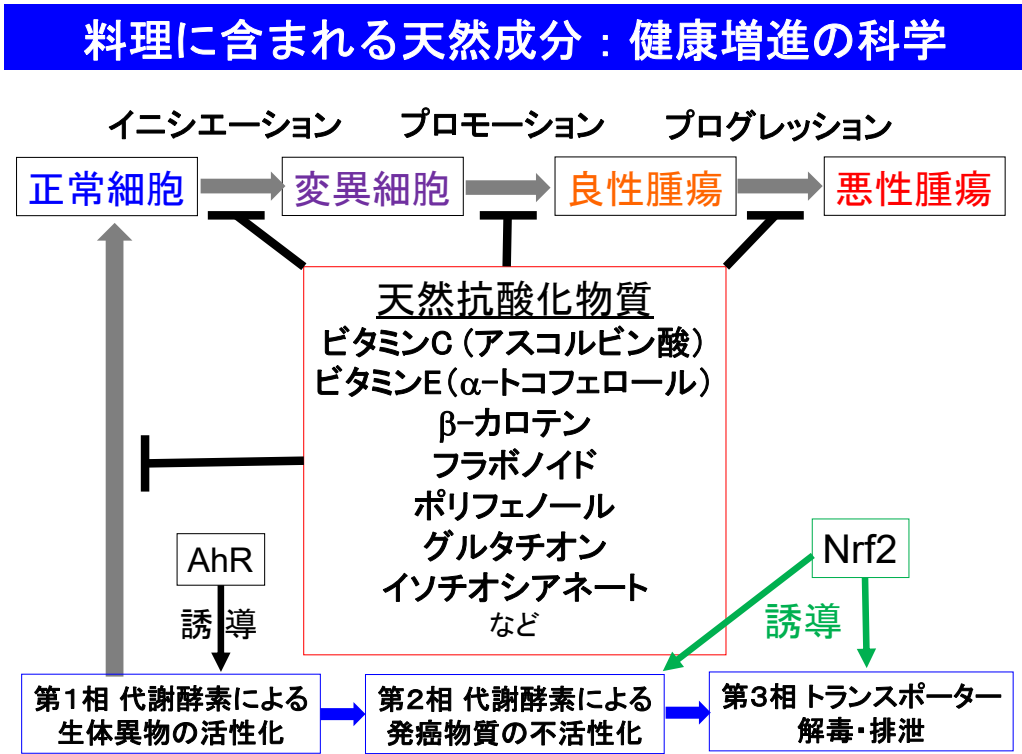 料理に含まれる天然成分：健康増進の科学
イニシエーション
プロモーション
プログレッション
正常細胞
変異細胞
良性腫瘍
悪性腫瘍
天然抗酸化物質
ビタミンC（アスコルビン酸）
ビタミンE（α-トコフェロール）
β-カロテン
フラボノイド
ポリフェノール
グルタチオン
イソチオシアネート
など
AhR
誘導
Nrf2
誘導
第1相 代謝酵素による
生体異物の活性化
第2相 代謝酵素による
発癌物質の不活性化
第3相 トランスポーター
解毒・排泄